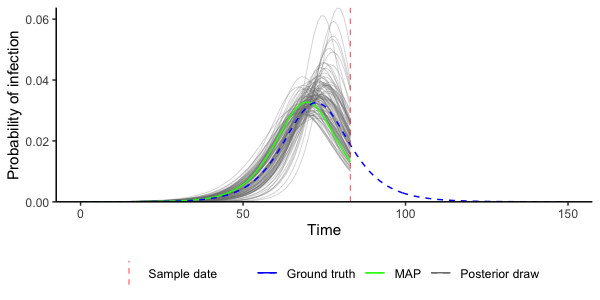 Probability of infection
0.06
0.04
0.02
0.00
0 50 100 150
Time
Sample date Ground truth MAP Posterior draw